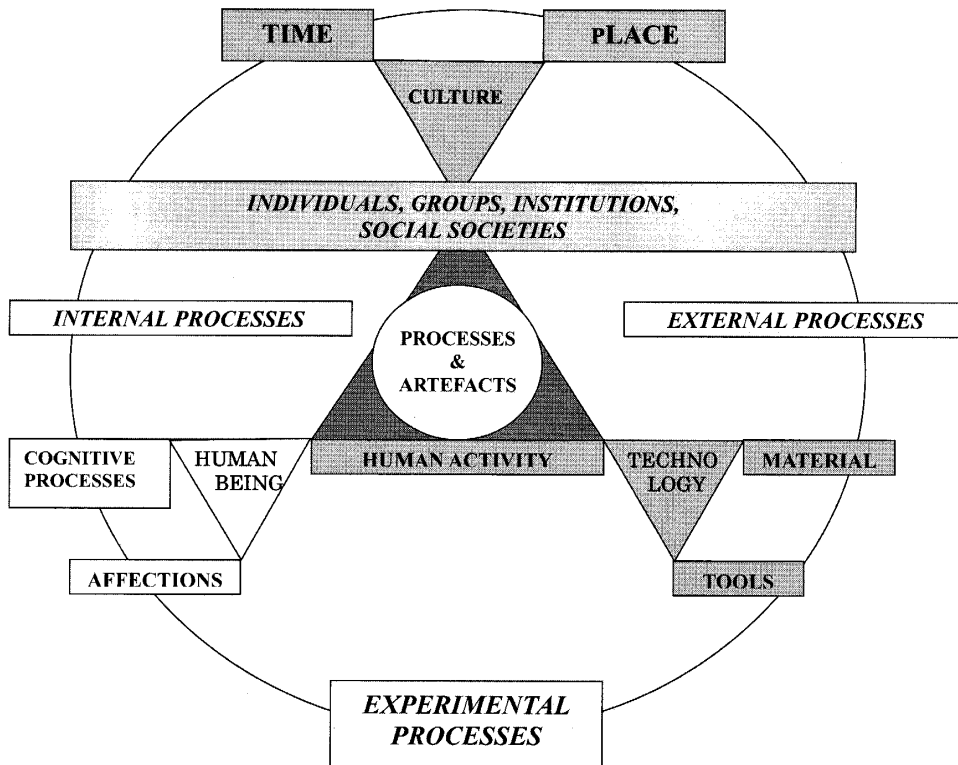 TIME
PLACE
CULTURE
INDIVIDUALS, GROUPS, INSTITUTIONS,
SOCIAL SOCIETIES
INTERNAL PROCESSES
EXTERNAL PROCESSES
PROCESSES
&
ARTEFACTS
COGNITIVE
PROCESSES
HUMAN
BEING
HUMAN ACTIVITY
TECHNO
LOGY
MATERIAL
AFFECTIONS
TOOLS
EXPERIMENTAL
PROCESSES